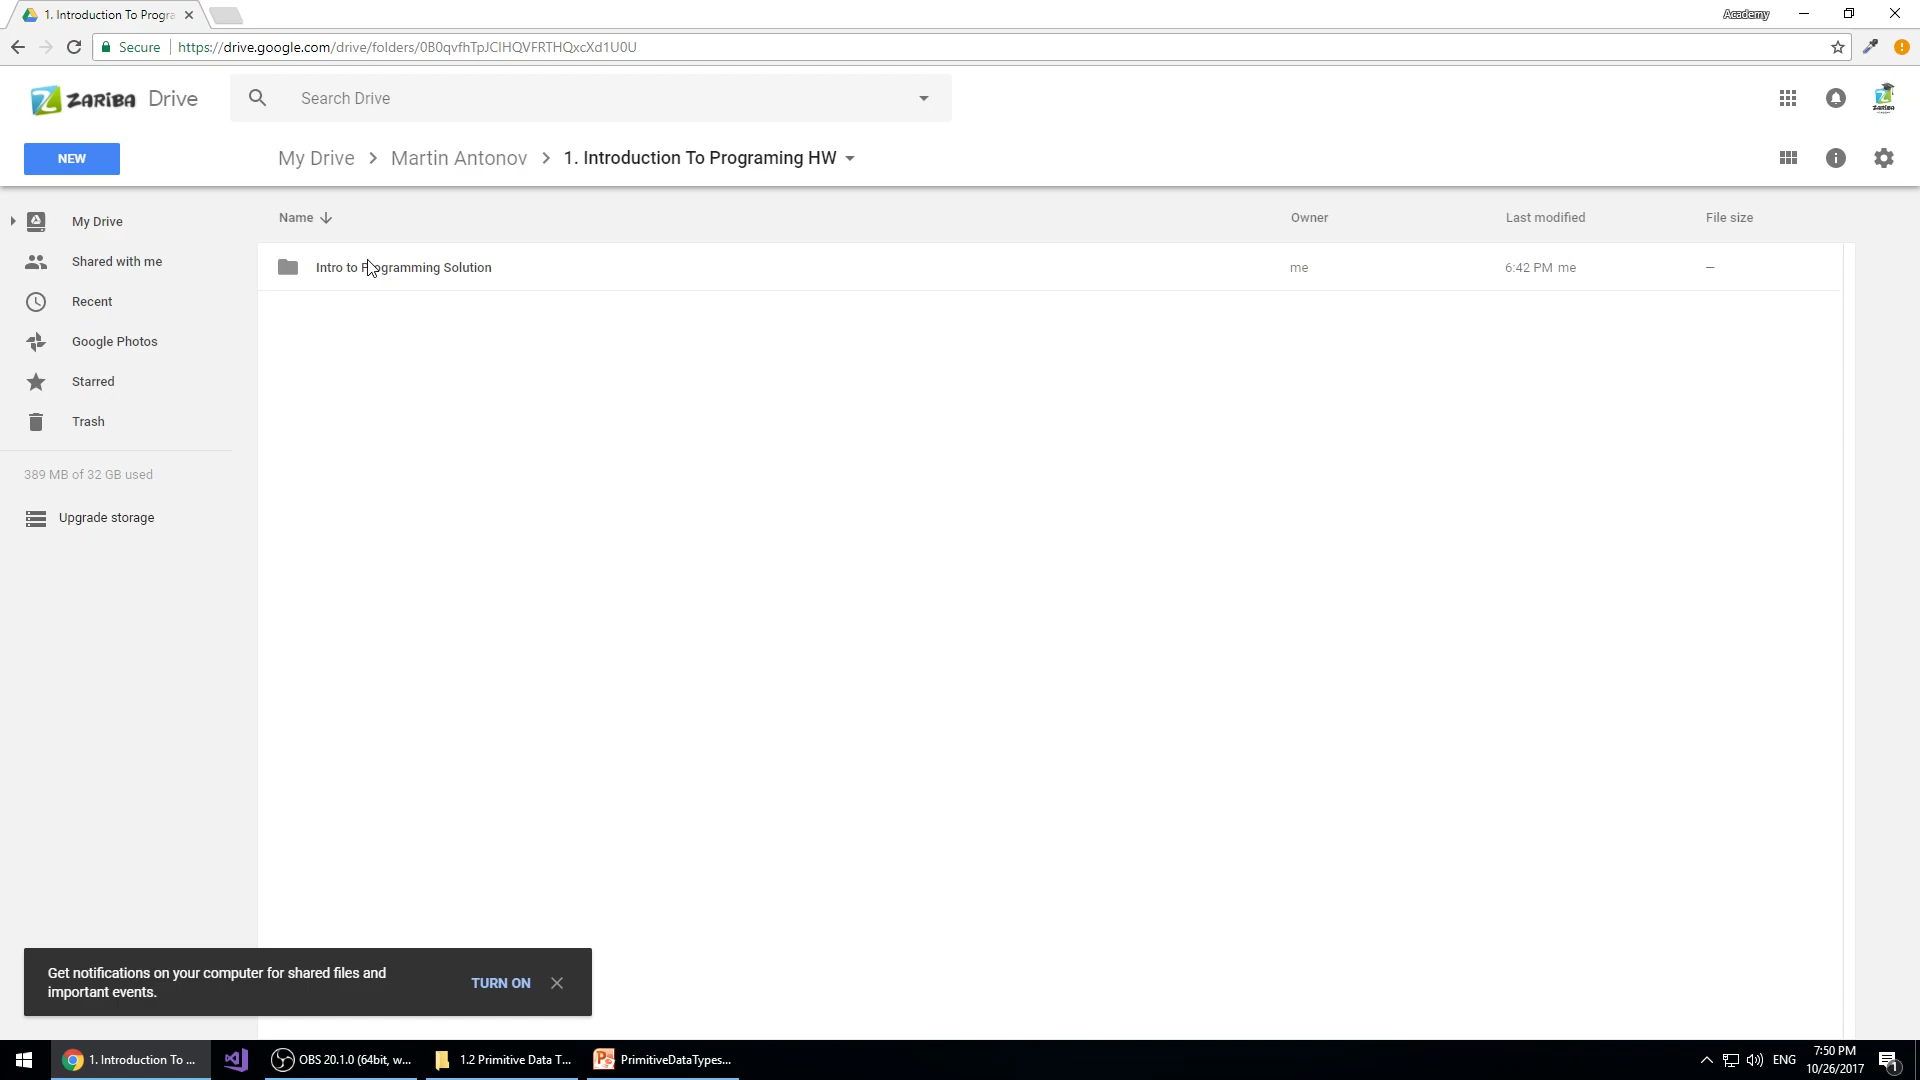 1. Introduction To Progra
Academy
Secure
https://drive.google.com/drive/folders/0B0qvfhTpJCIHQVFRTHQxcXd1U0U
ZARIBA Drive
Search Drive
NEW
My Drive > Martin Antonov > 1. Introduction To Programing HW
My Drive
Shared with me
Recent
Google Photos
Starred
Trash
389 MB of 32 GB used
Upgrade storage
Name Owner Last modified File size
Intro to Programming Solution me 6:42 PM me –
Get notifications on your computer for shared files and
important events.
TURN ON
1. Introduction To ...
OBS 20.1.0 (64bit, w...
1.2 Primitive Data T...
PrimitiveDataTypes...
ENG
7:50 PM
10/26/2017
1